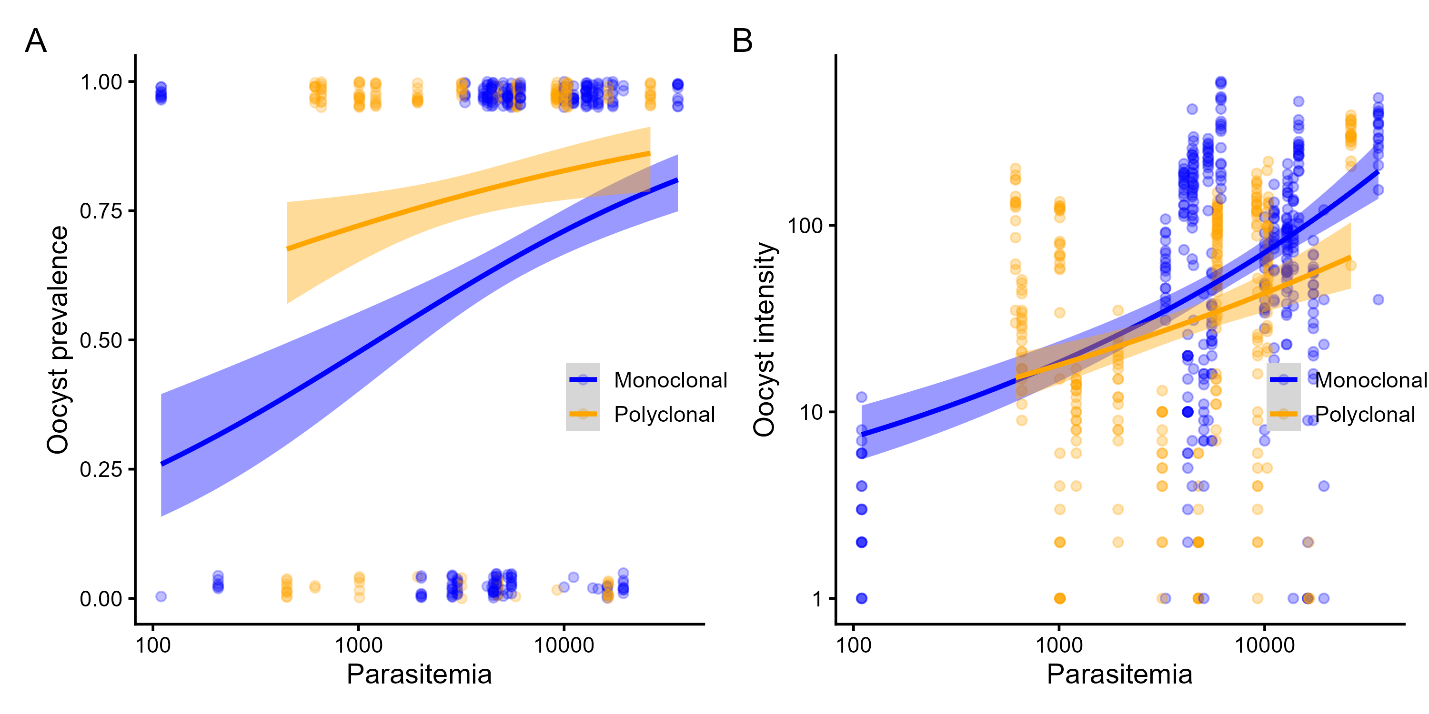 A
Oocyst prevalence
1.00
0.75
0.50
0.25
0.00
100
1000
10000
Parasitemia
Monoclonal
Polyclonal
B
Oocyst intensity
100
10
1
100
1000
10000
Parasitemia
Monoclonal
Polyclonal